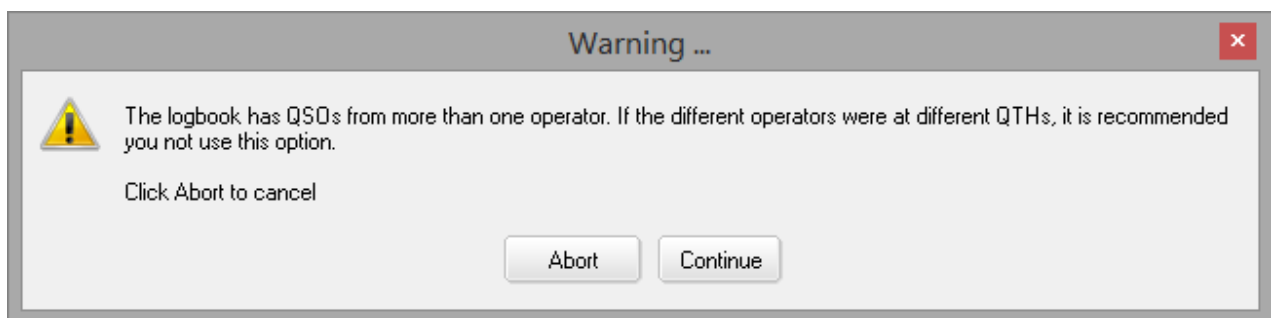 Warning ...
The logbook has QSOs from more than one operator. If the different operators were at different QTHs, it is recommended
you not use this option.
Click Abort to cancel
Abort
Continue